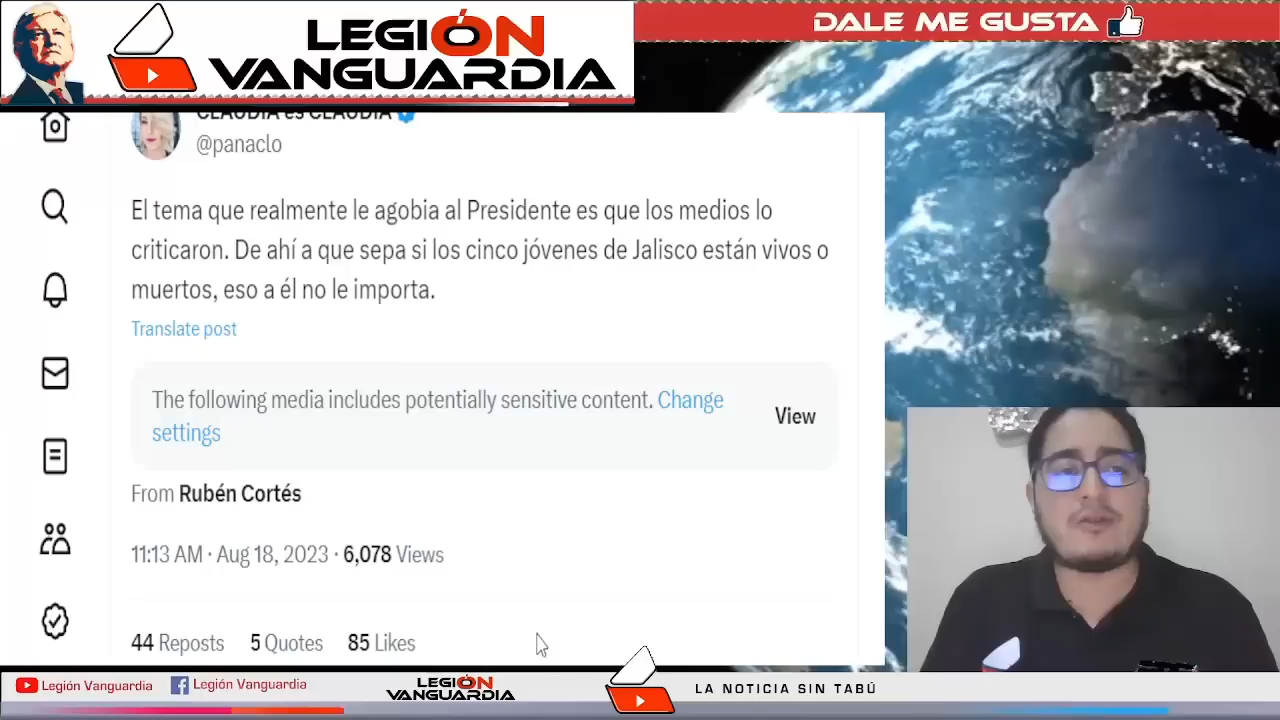 LEGIÓN
VANGUARDIA
DALE ME GUSTA
CLAUDIA es CLAUDIA
@panaclo
El tema que realmente le agobia al Presidente es que los medios lo
criticaron. De ahí a que sepa si los cinco jóvenes de Jalisco están vivos o
muertos, eso a él no le importa.
Translate post
The following media includes potentially sensitive content. Change
settings
View
From Rubén Cortés
11:13 AM · Aug 18, 2023 · 6,078 Views
44 Reposts 5 Quotes 85 Likes
Legión Vanguardia
Legión Vanguardia
LEGIÓN
VANGUARDIA
LA NOTICIA SIN TABÚ